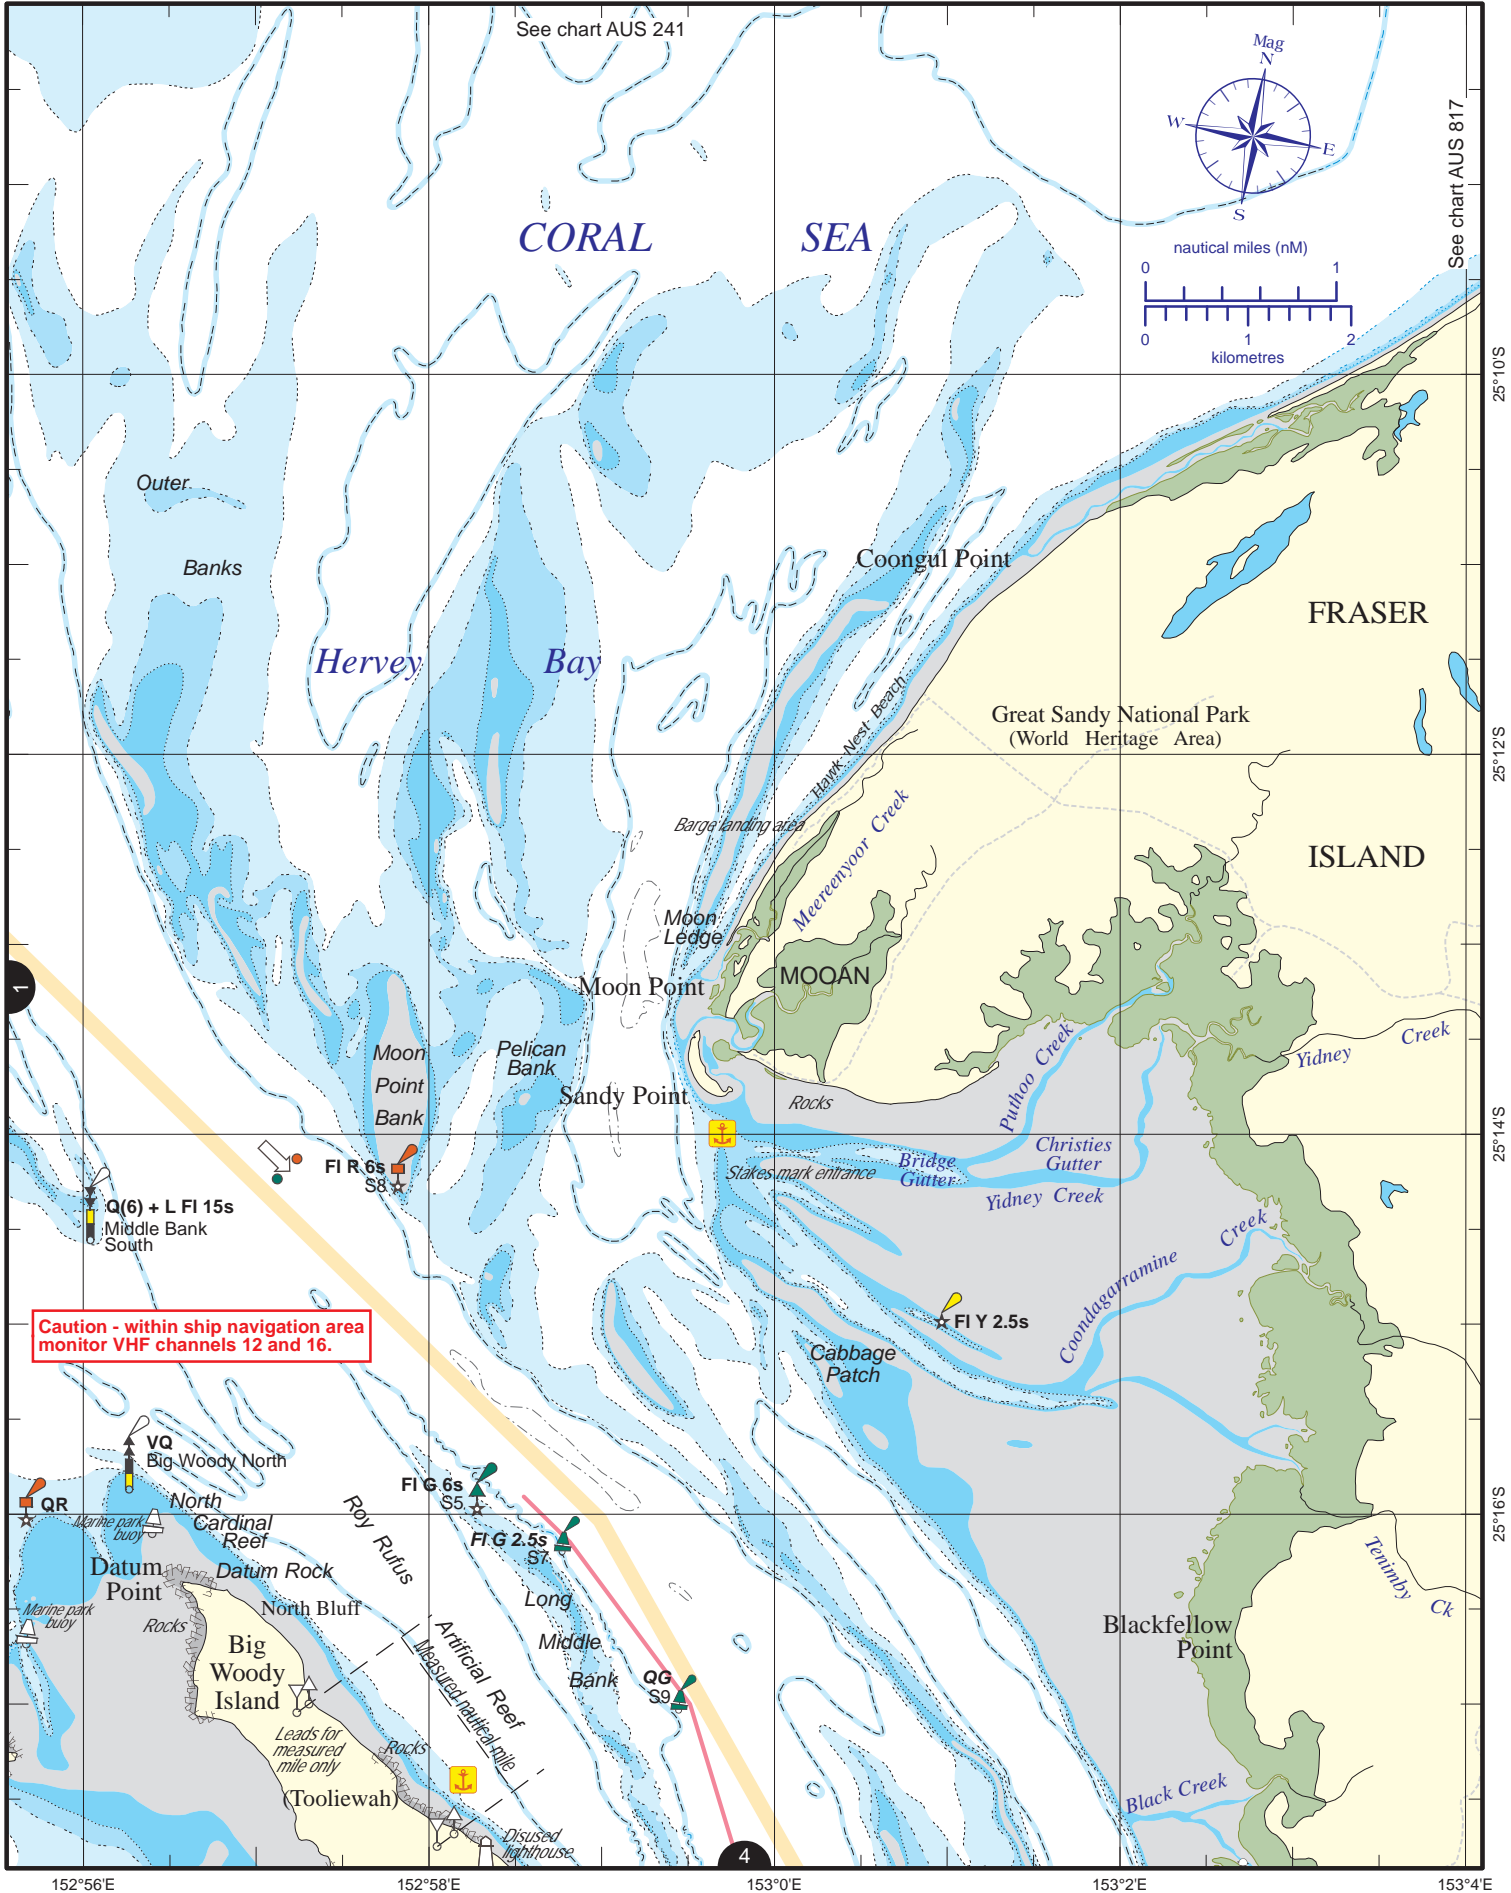 See chart AUS 241
Mag
N
W
E
S
See chart AUS 817
CORAL SEA
nautical miles (nM)
0 1
0 1 2
kilometres
25°10'S
Outer
Banks
Coongul Point
FRASER
Hervey Bay
Hawk Nest Beach
Great Sandy National Park
(World Heritage Area)
25°12'S
Barge landing area
Meereenyoor Creek
ISLAND
Moon
Ledge
MOOAN
Moon Point
1
Moon
Point
Bank
Pelican
Bank
Sandy Point
Rocks
Puthoo Creek
Yidney Creek
25°14'S
Christies
Gutter
Bridge
Gutter
Stakes mark entrance
Yidney Creek
Fl R 6s
S8
Q(6) + L Fl 15s
Middle Bank
South
Coondagarramine Creek
Fl Y 2.5s
Caution - within ship navigation area
monitor VHF channels 12 and 16.
Cabbage
Patch
VQ
Big Woody North
QR
Fl G 6s
S5
North
Cardinal
Reef
Marine park
buoy
25°16'S
Fl G 2.5s
S7
Roy Rufus
Artificial Reef
Datum
Point
Datum Rock
North Bluff
Marine park
buoy
Rocks
Long
Middle
Bank
Tenimby
Ck
Blackfellow
Point
Big
Woody
Island
Measured nautical mile
QG
S9
Leads for
measured
mile only
Rocks
(Tooliewah)
Black Creek
Disused
lighthouse
4
152°56'E
152°58'E
153°0'E
153°2'E
153°4'E